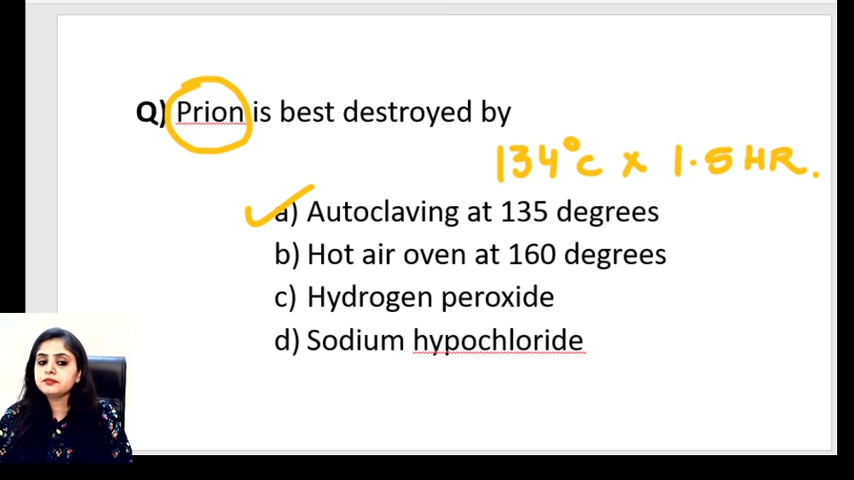 Q) Prion is best destroyed by
134°C x 1.5 HR.
a) Autoclaving at 135 degrees
b) Hot air oven at 160 degrees
c) Hydrogen peroxide
d) Sodium hypochloride